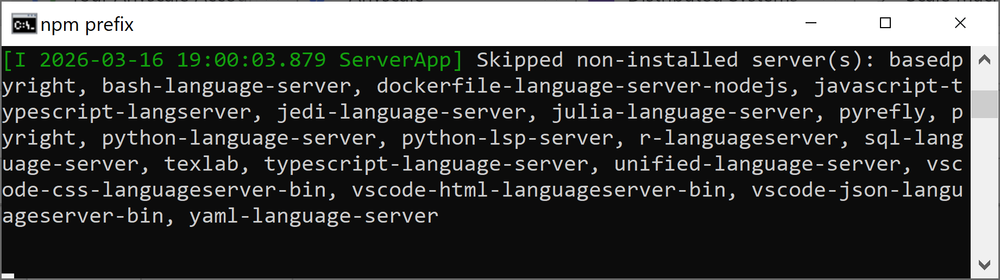 npm prefix
[I 2026-03-16 19:00:03.879 ServerApp] Skipped non-installed server(s): basedp
yright, bash-language-server, dockerfile-language-server-nodejs, javascript-t
ypescript-langserver, jedi-language-server, julia-language-server, pyrefly, p
yright, python-language-server, python-lsp-server, r-languageserver, sql-lang
uage-server, texlab, typescript-language-server, unified-language-server, vsc
ode-css-languageserver-bin, vscode-html-languageserver-bin, vscode-json-langu
ageserver-bin, yaml-language-server